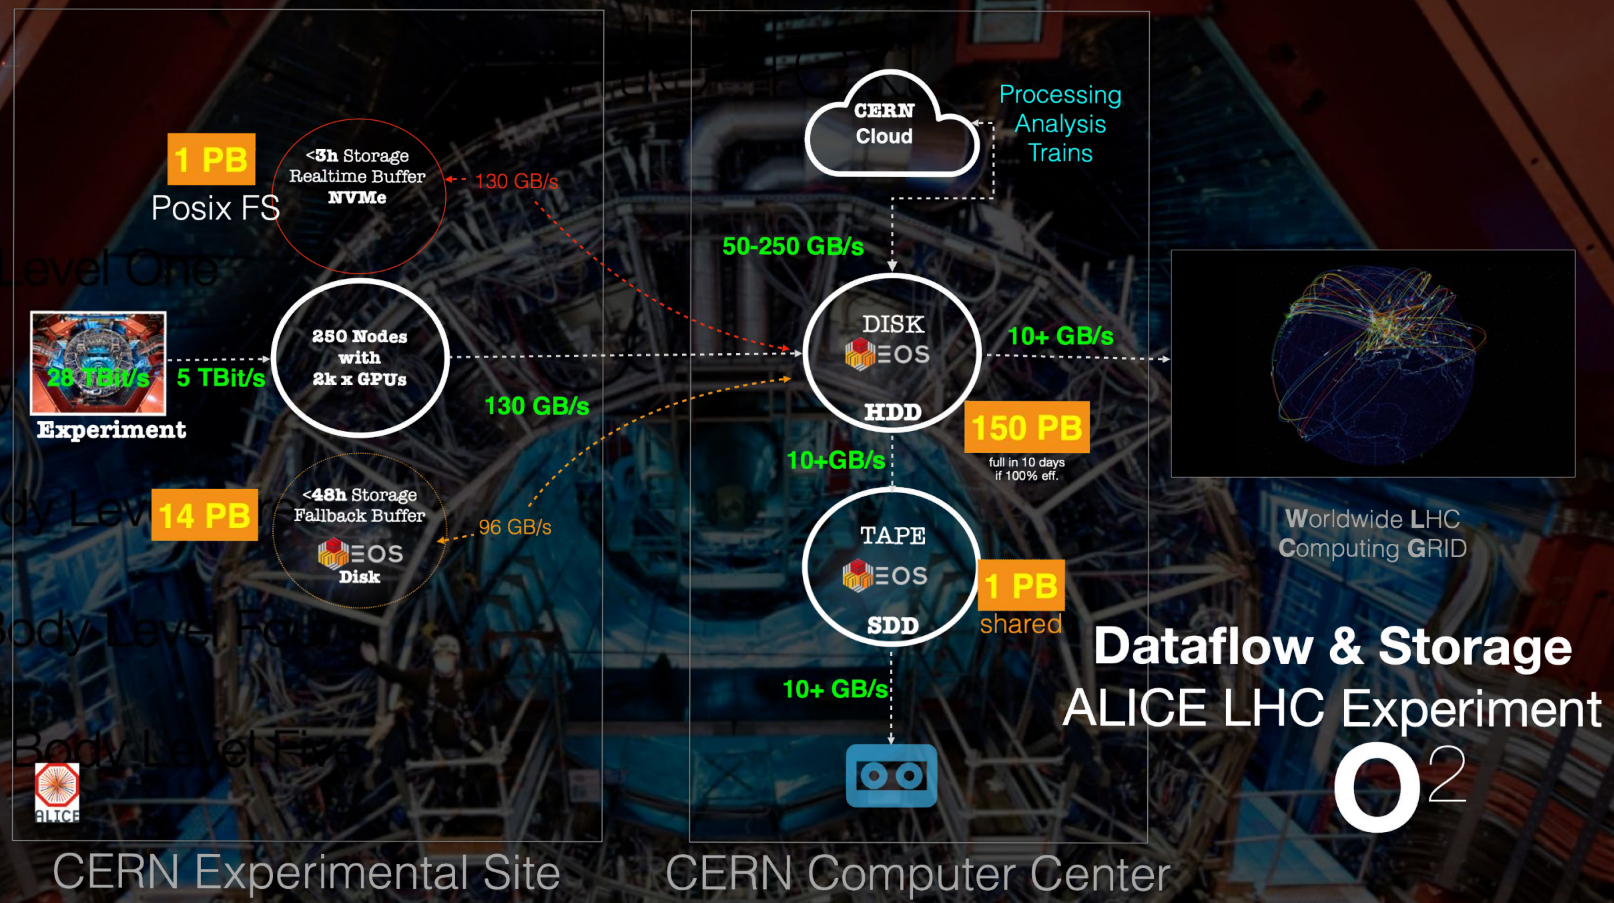 1 PB
Posix FS
<3h Storage
Realtime Buffer
NVMe
130 GB/s
Level One
28 TBit/s
5 TBit/s
Experiment
250 Nodes
with
2k x GPUs
130 GB/s
14 PB
<48h Storage
Fallback Buffer
EOS
Disk
96 GB/s
Body Level Five
ALICE
CERN Experimental Site
CERN
Cloud
Processing
Analysis
Trains
50-250 GB/s
DISK
EOS
HDD
10+ GB/s
150 PB
full in 10 days
if 100% eff.
10+GB/s
TAPE
EOS
SDD
1 PB
shared
10+ GB/s
CERN Computer Center
Worldwide LHC
Computing GRID
Dataflow & Storage
ALICE LHC Experiment
O2